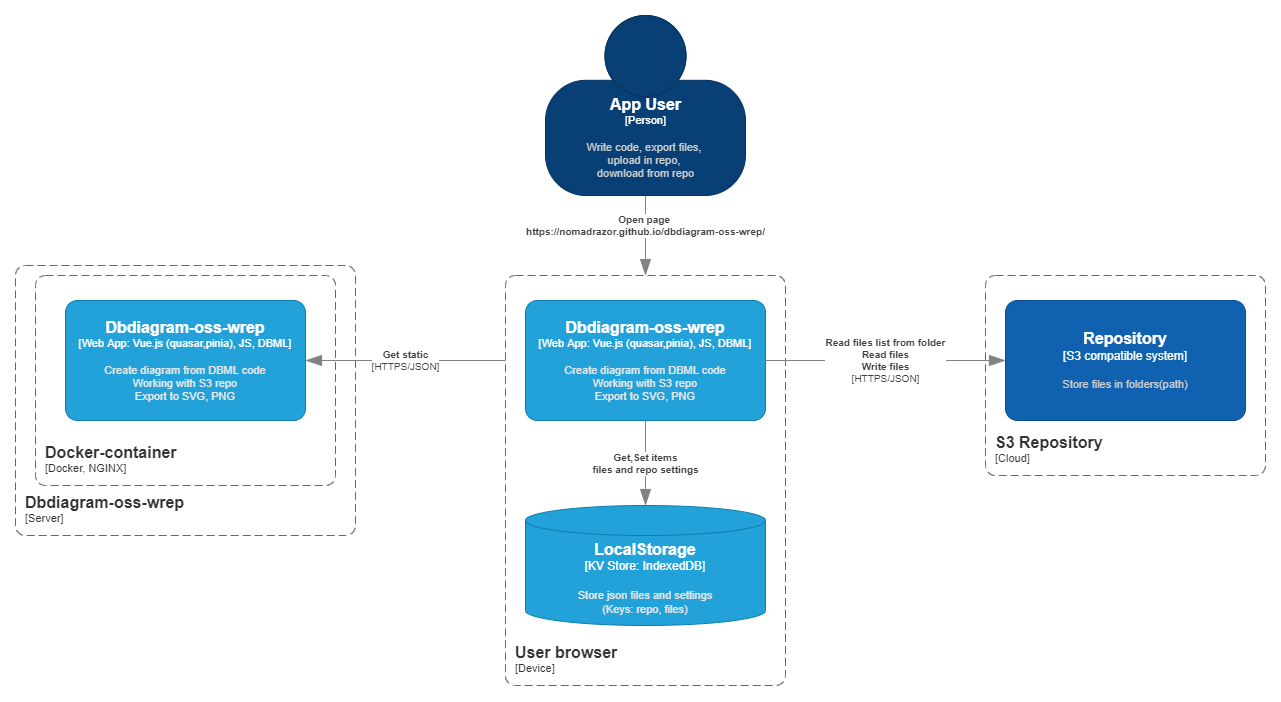 App User
[Person]
Write code, export files,
upload in repo,
download from repo
Open page
https://nomadrazor.github.io/dbdiagram-oss-wrep/
Dbdiagram-oss-wrep
[Web App: Vue.js (quasar,pinia), JS, DBML]
Create diagram from DBML code
Working with S3 repo
Export to SVG, PNG
Docker-container
[Docker, NGINX]
Dbdiagram-oss-wrep
[Server]
Get static
[HTTPS/JSON]
Dbdiagram-oss-wrep
[Web App: Vue.js (quasar,pinia), JS, DBML]
Create diagram from DBML code
Working with S3 repo
Export to SVG, PNG
Get,Set items
files and repo settings
LocalStorage
[KV Store: IndexedDB]
Store json files and settings
(Keys: repo, files)
User browser
[Device]
Read files list from folder
Read files
Write files
[HTTPS/JSON]
Repository
[S3 compatible system]
Store files in folders(path)
S3 Repository
[Cloud]